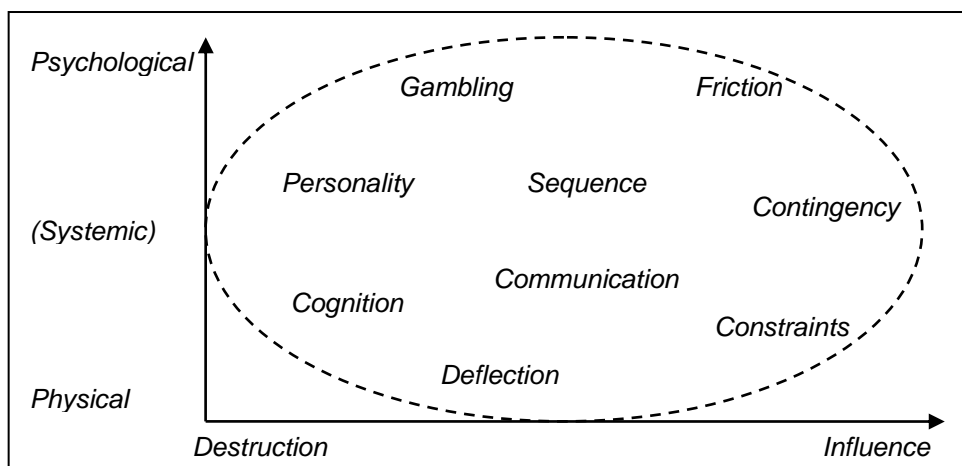 Psychological
Gambling
Friction
Personality
Sequence
Contingency
(Systemic)
Communication
Cognition
Constraints
Deflection
Physical
Destruction
Influence